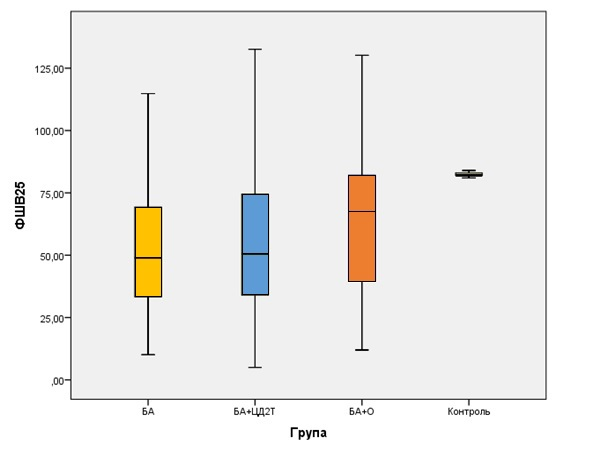 125,00
100,00
75,00
50,00
25,00
,00
ФШВ25
БА
БА+ЦД2Т
БА+О
Контроль
Група